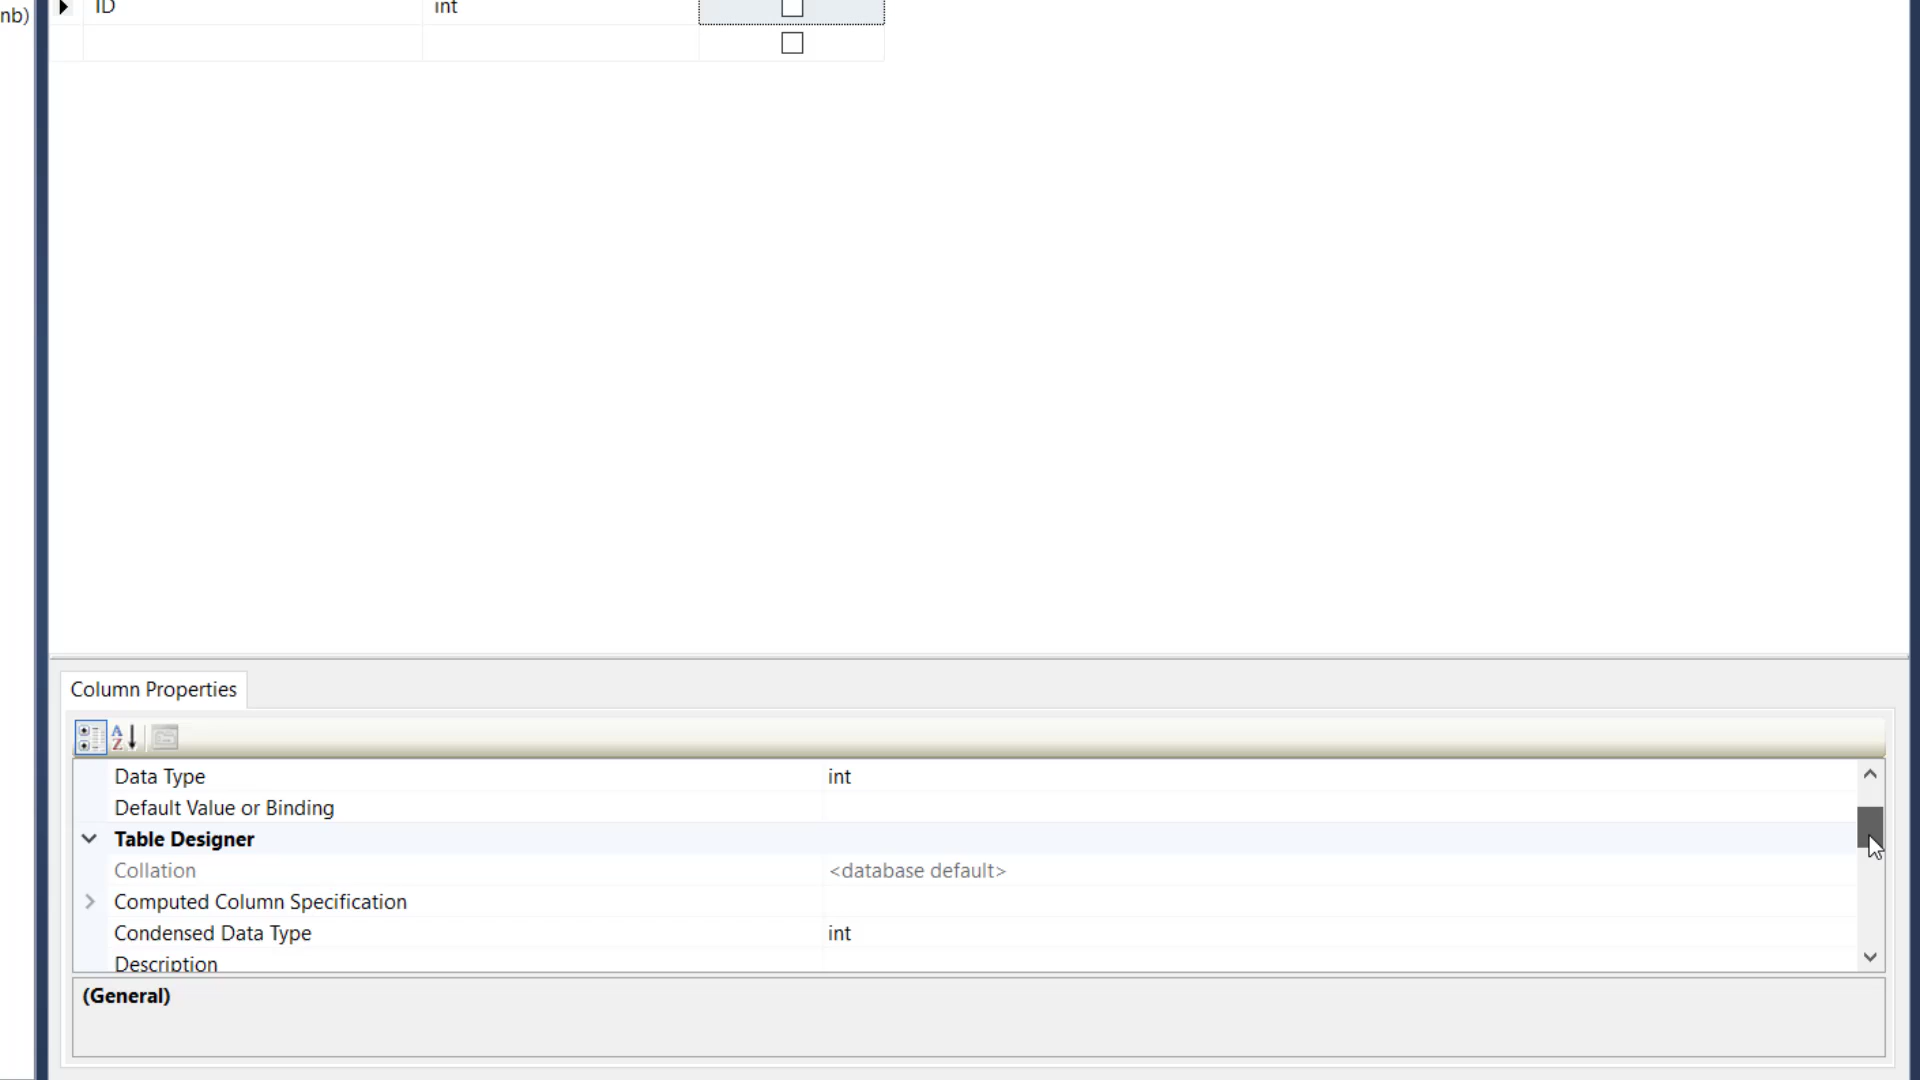 nb)
ID int
Column Properties
Data Type int
Default Value or Binding
Table Designer
Collation <database default>
Computed Column Specification
Condensed Data Type int
Description
(General)